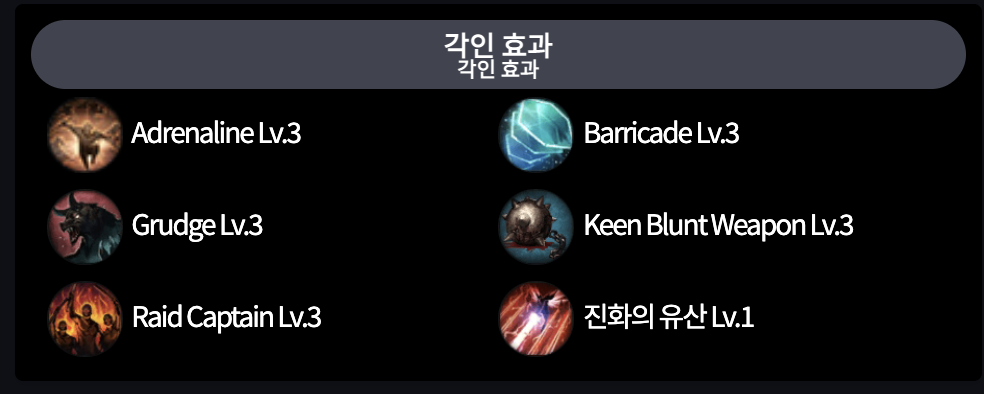 각인 효과
각인 효과
Adrenaline Lv.3
Barricade Lv.3
Grudge Lv.3
Keen Blunt Weapon Lv.3
Raid Captain Lv.3
진화의 유산 Lv.1